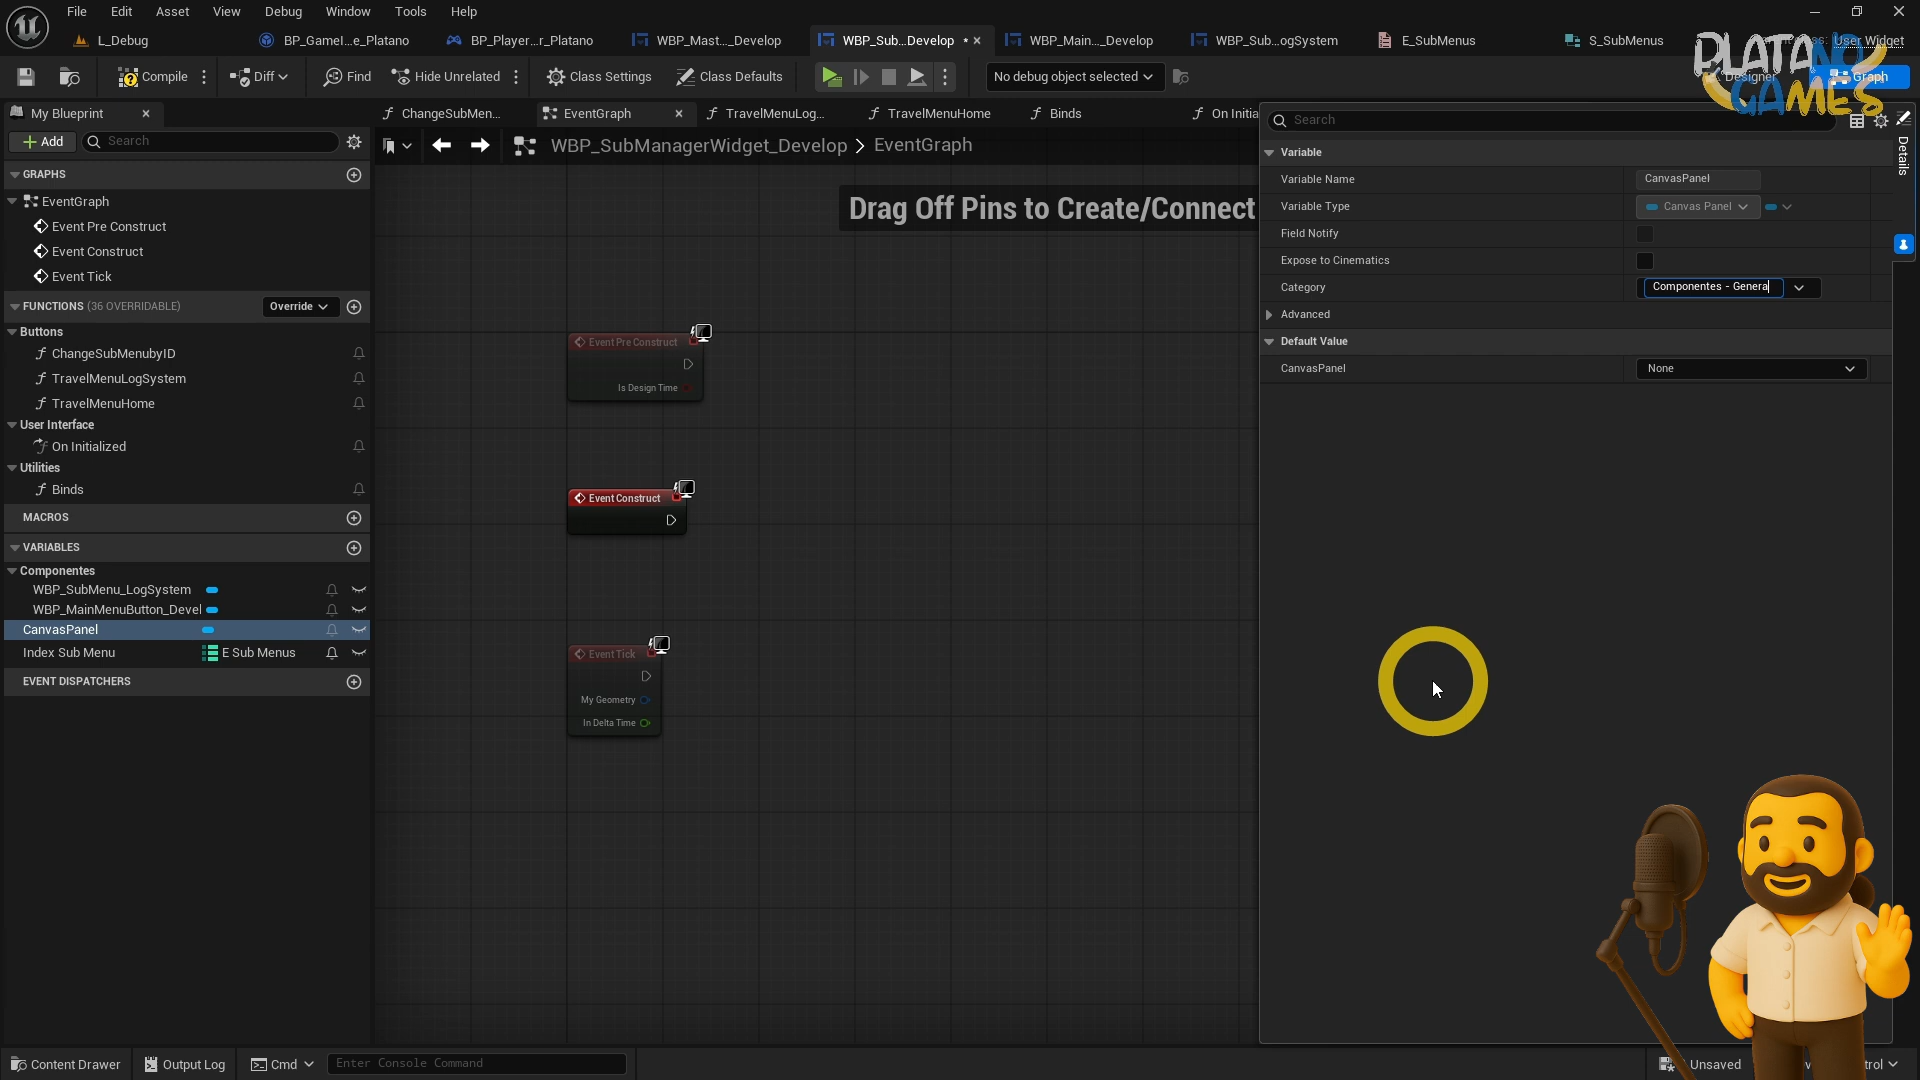 File Edit Asset View Debug Window Tools Help
L_Debug BP_GameI...e_Platano BP_Player...r_Platano WBP_Mast..._Develop WBP_Sub...Develop • WBP_Main..._Develop WBP_Sub...ogSystem E_SubMenus S_SubMenus User Widget
Compile Diff Find Hide Unrelated Class Settings Class Defaults No debug object selected Designer Graph
PLATANO GAMES
My Blueprint ChangeSubMen... EventGraph TravelMenuLog... TravelMenuHome Binds On Initia
Add Search
WBP_SubManagerWidget_Develop > EventGraph
Search
Details
GRAPHS
EventGraph
Event Pre Construct
Event Construct
Event Tick
FUNCTIONS (36 OVERRIDABLE) Override
Buttons
ChangeSubMenubyID
TravelMenuLogSystem
TravelMenuHome
User Interface
On Initialized
Utilities
Binds
MACROS
VARIABLES
Componentes
WBP_SubMenu_LogSystem
WBP_MainMenuButton_Devel
CanvasPanel
Index Sub Menu E Sub Menus
EVENT DISPATCHERS
Drag Off Pins to Create/Connect
Event Pre Construct
Is Design Time
Event Construct
Event Tick
My Geometry
In Delta Time
Variable
Variable Name CanvasPanel
Variable Type Canvas Panel
Field Notify
Expose to Cinematics
Category Componentes - Genera
Advanced
Default Value
CanvasPanel None
Content Drawer Output Log Cmd Enter Console Command Unsaved